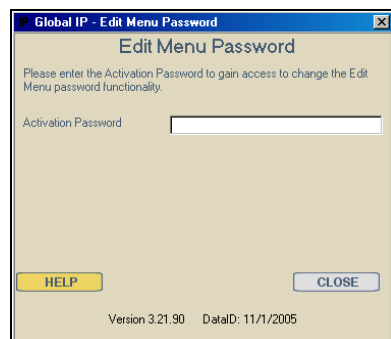 IP Global IP - Edit Menu Password
Edit Menu Password
Please enter the Activation Password to gain access to change the Edit
Menu password functionality.
Activation Password
HELP CLOSE
Version 3.21.90 DataID: 11/1/2005